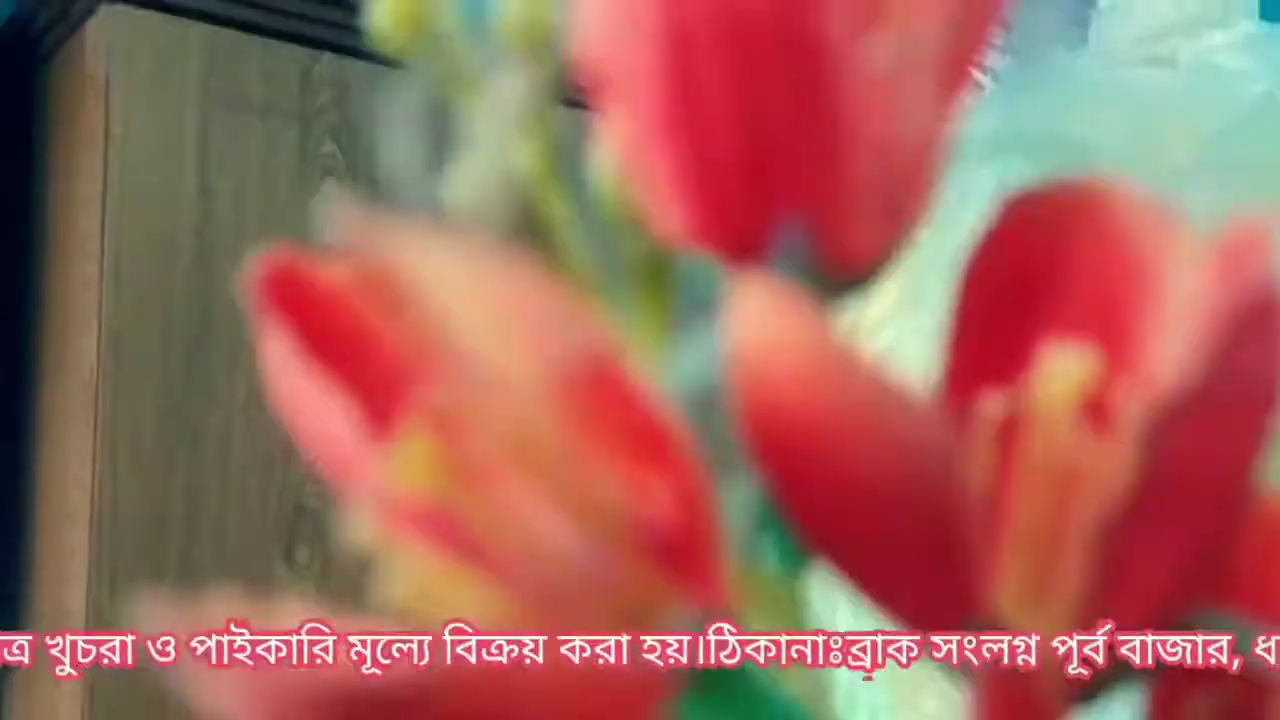 ত্র খুচরা ও পাইকারি মূল্যে বিক্রয় করা হয়।ঠিকানাঃব্রাক সংলগ্ন পূর্ব বাজার, ধ